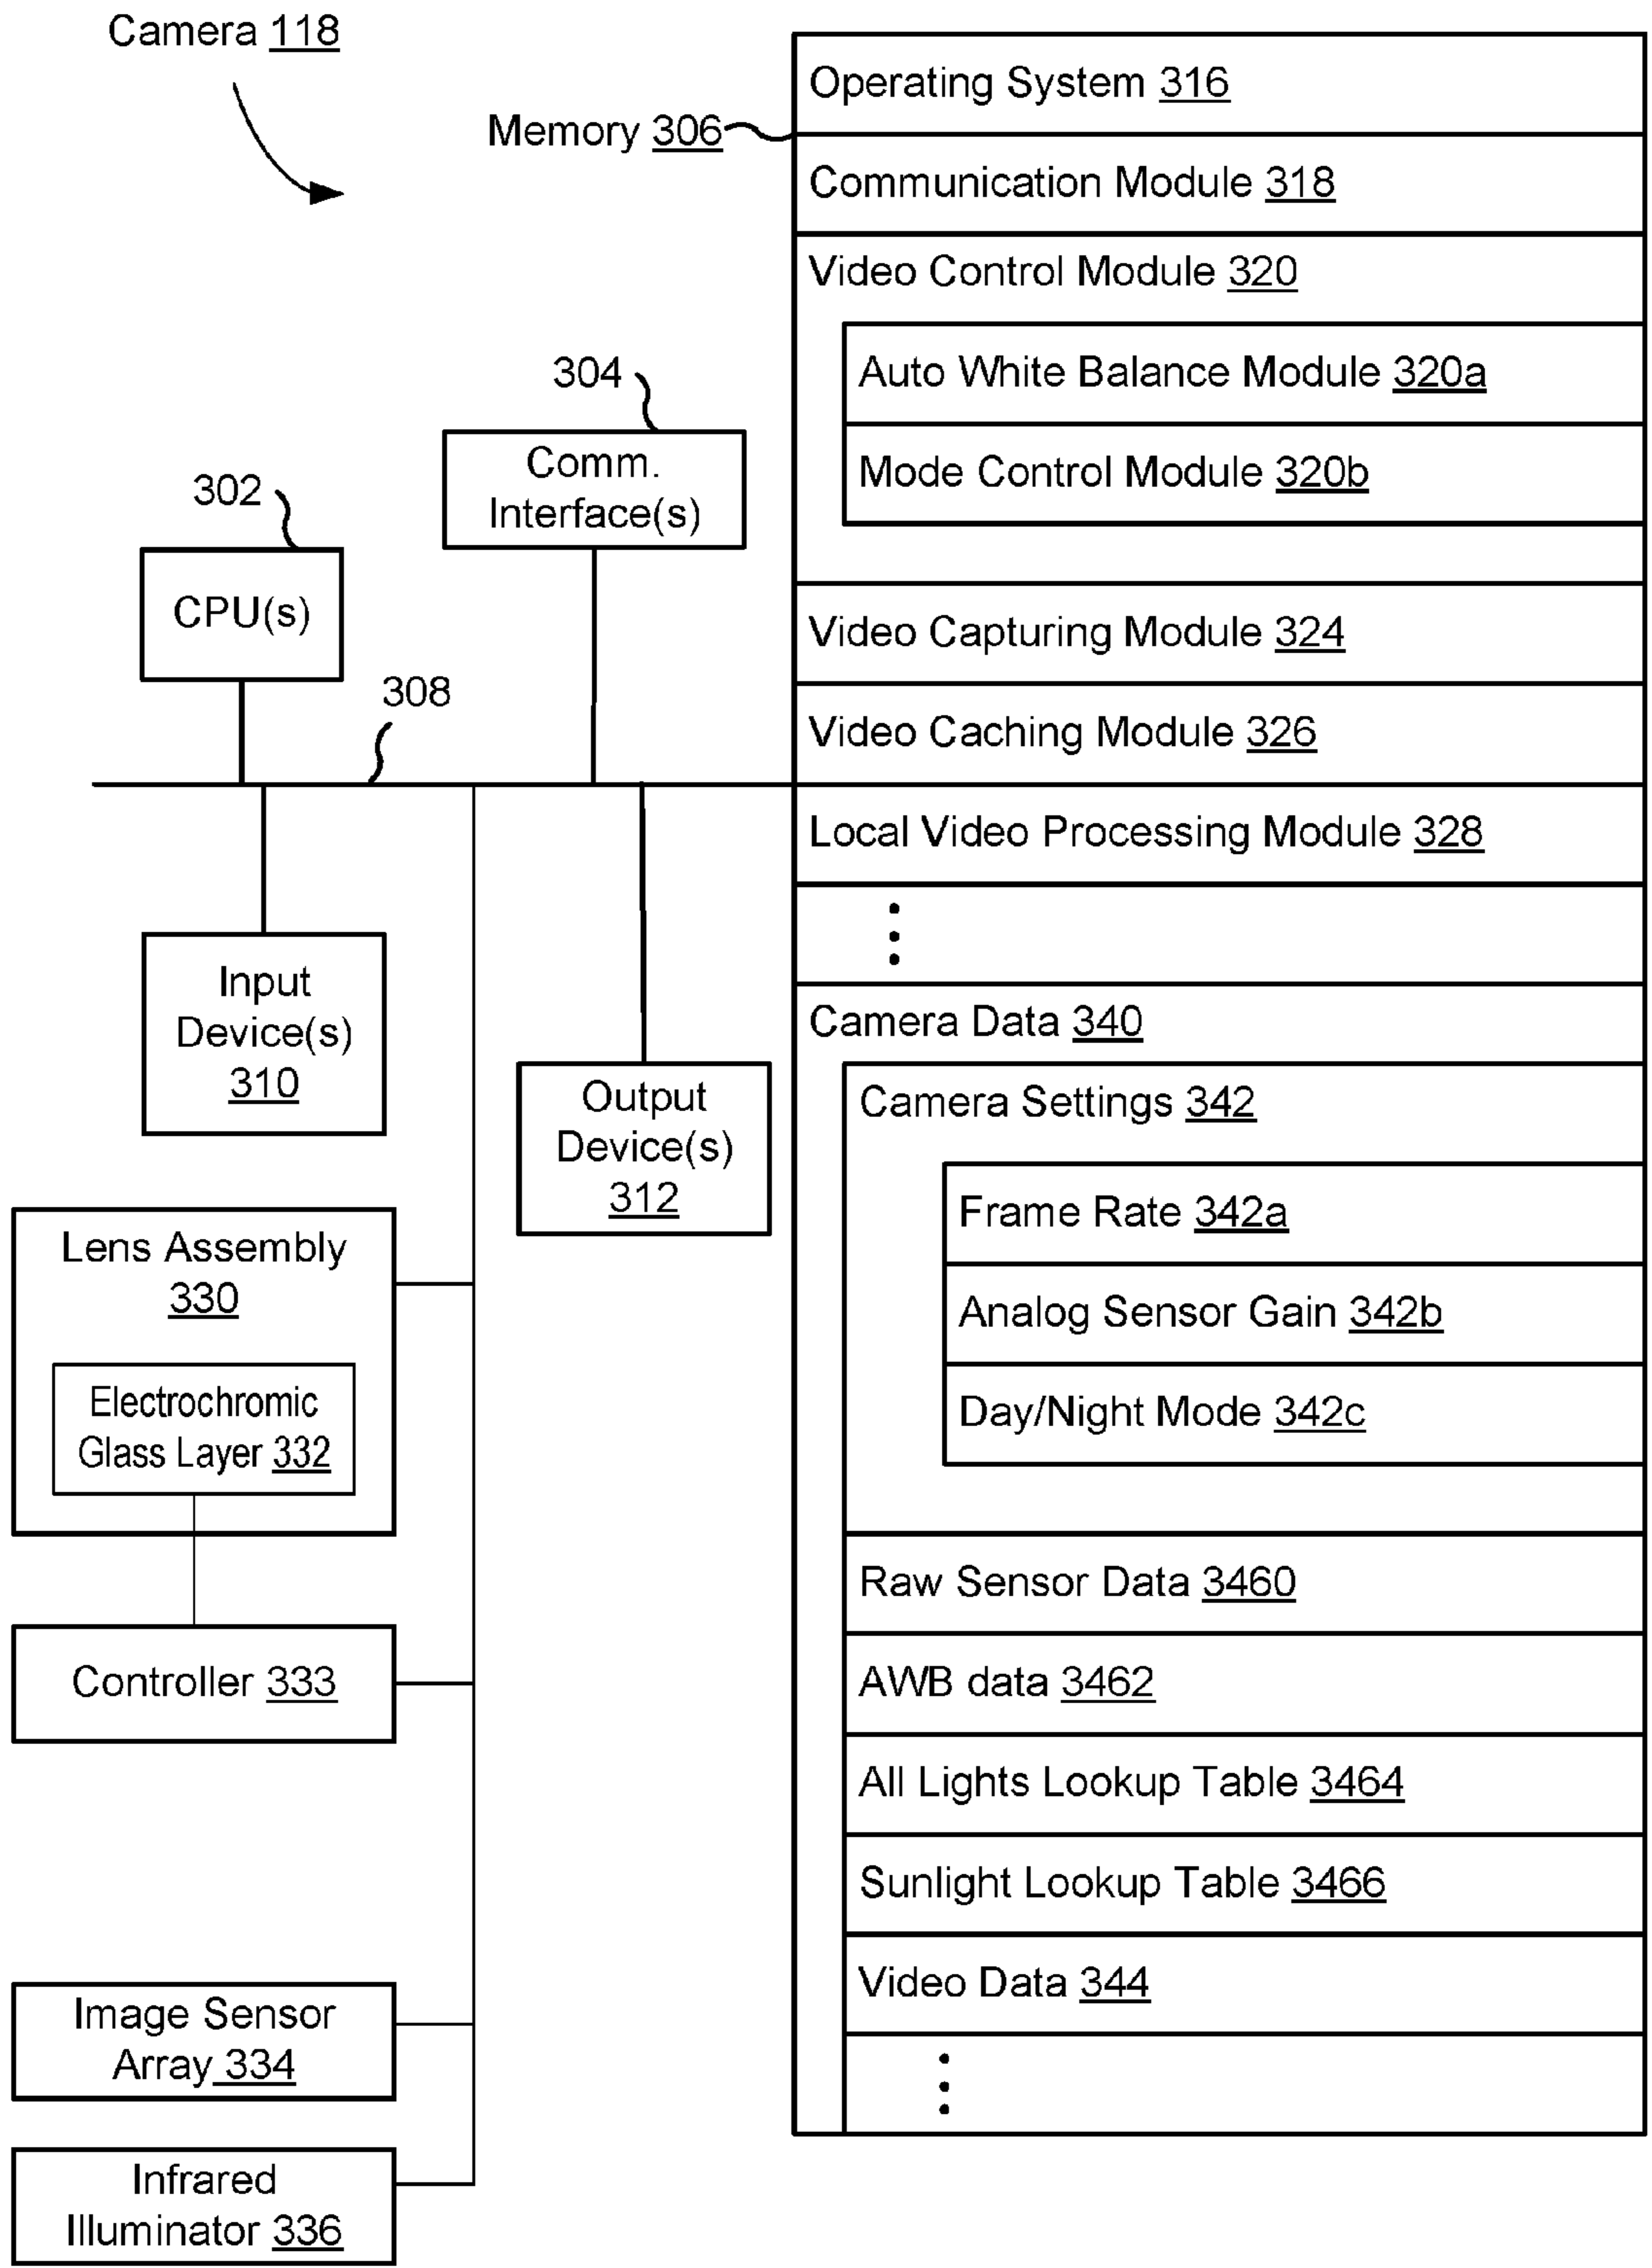 Camera 118
Memory 306
304
Comm.
Interface(s)
302
CPU(s)
308
Input
Device(s)
310
Output
Device(s)
312
Lens Assembly
330
Electrochromic
Glass Layer 332
Controller 333
Image Sensor
Array 334
Infrared
Illuminator 336
Operating System 316
Communication Module 318
Video Control Module 320
Auto White Balance Module 320a
Mode Control Module 320b
Video Capturing Module 324
Video Caching Module 326
Local Video Processing Module 328
Camera Data 340
Camera Settings 342
Frame Rate 342a
Analog Sensor Gain 342b
Day/Night Mode 342c
Raw Sensor Data 3460
AWB data 3462
All Lights Lookup Table 3464
Sunlight Lookup Table 3466
Video Data 344